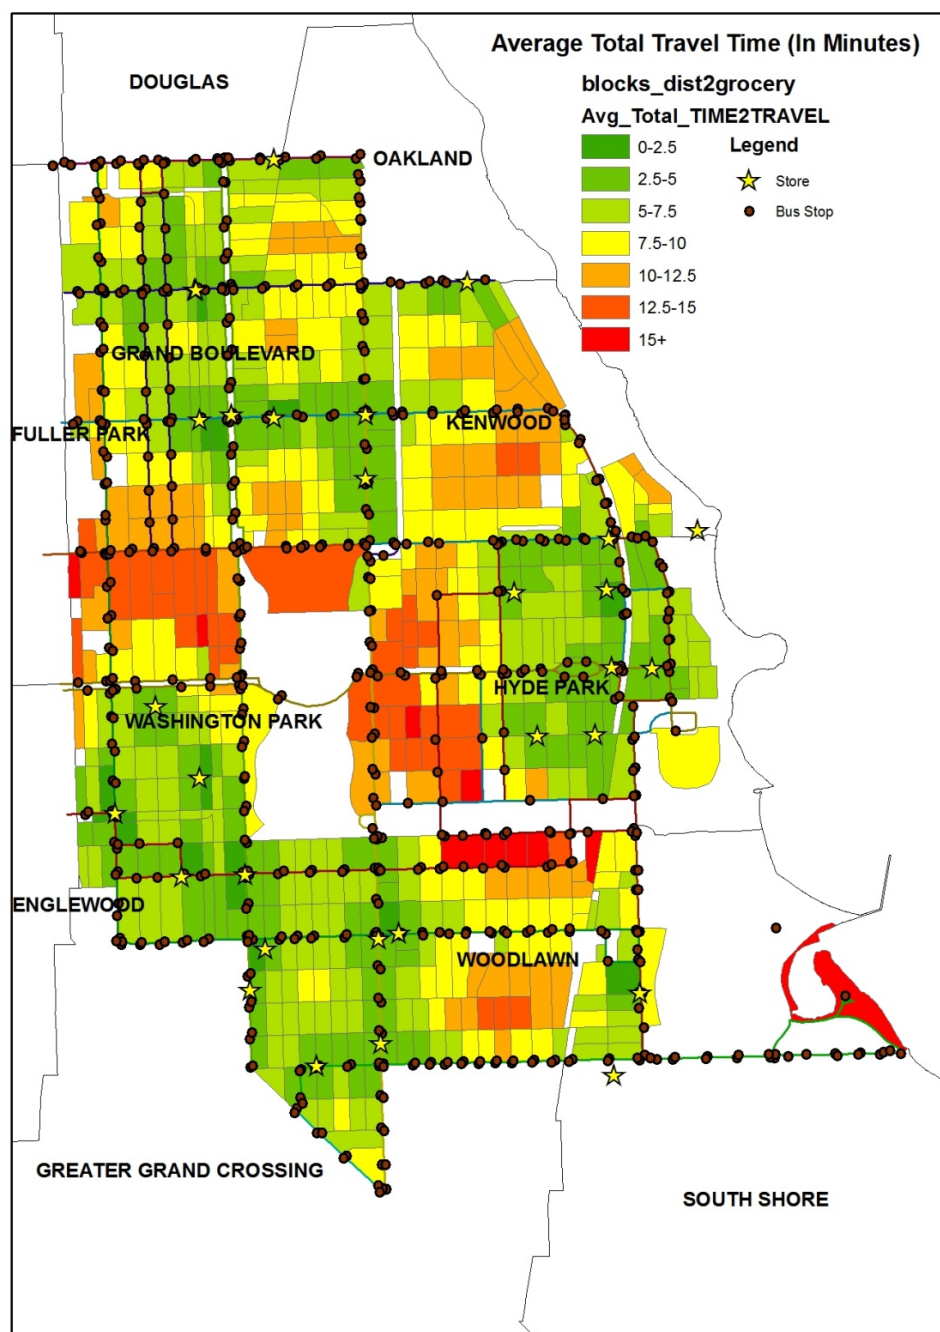 Average Total Travel Time (In Minutes)
blocks_dist2grocery
Avg_Total_TIME2TRAVEL
0-2.5
2.5-5
5-7.5
7.5-10
10-12.5
12.5-15
15+
Legend
Store
Bus Stop
DOUGLAS
OAKLAND
GRAND BOULEVARD
FULLER PARK
KENWOOD
HYDE PARK
WASHINGTON PARK
ENGLEWOOD
WOODLAWN
GREATER GRAND CROSSING
SOUTH SHORE